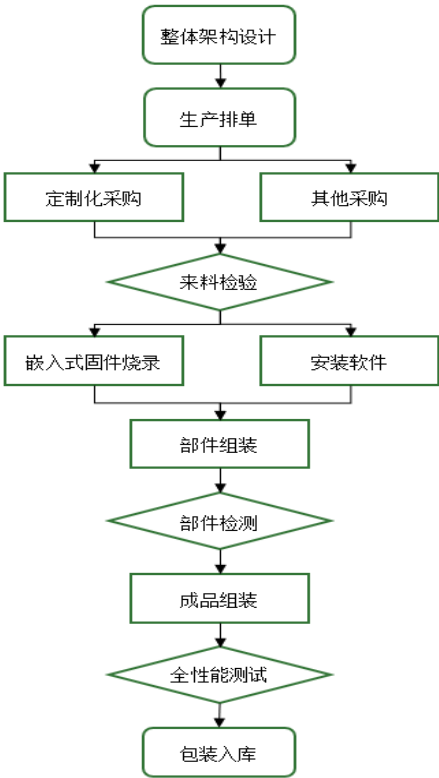 整体架构设计
生产排单
定制化采购
其他采购
来料检验
嵌入式固件烧录
安装软件
部件组装
部件检测
成品组装
全性能测试
包装入库